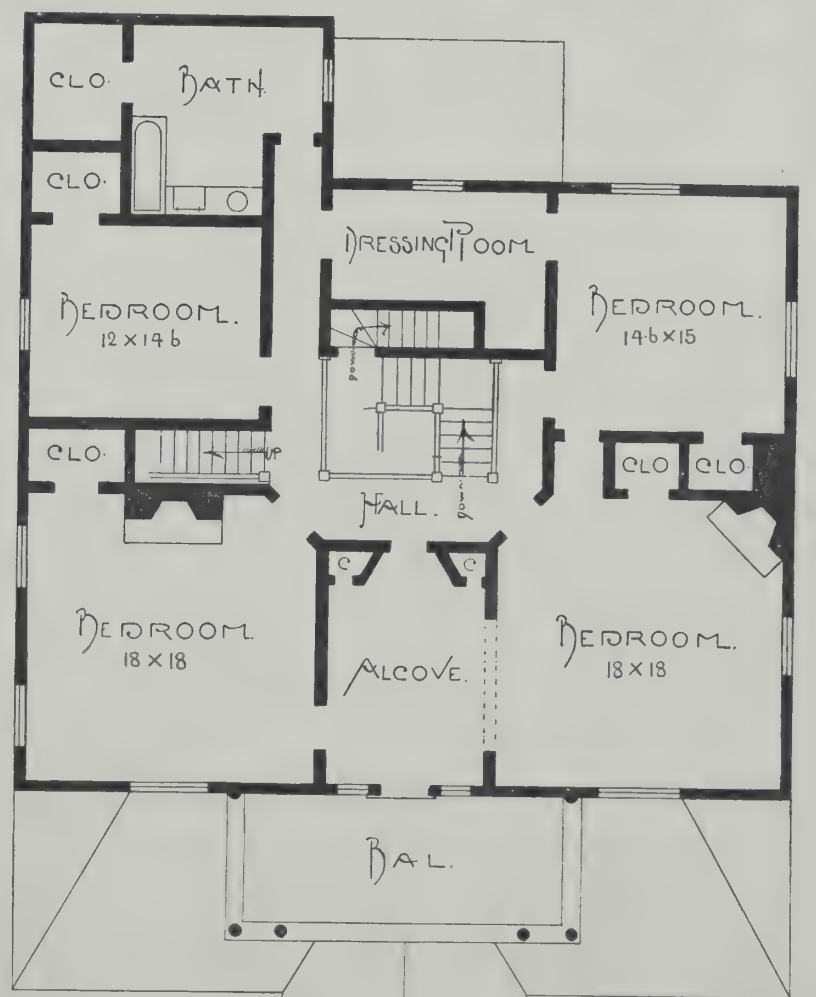 CLO.
BATH.
CLO.
DRESSING ROOM
BEDROOM.
12 X 14 6
BEDROOM.
14.6 X 15
DOWN
CLO.
UP
CLO
CLO.
HALL.
DOWN
C
C
BEDROOM.
18 X 18
ALCOVE.
BEDROOM.
18 X 18
BAL.